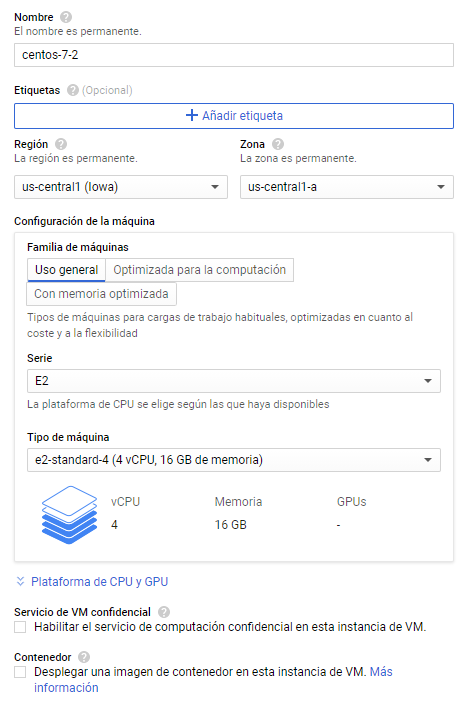 Nombre
El nombre es permanente.
centos-7-2
Etiquetas (Opcional)
Añadir etiqueta
Región
La región es permanente.
us-central1 (Iowa)
Zona
La zona es permanente.
us-central1-a
Configuración de la máquina
Familia de máquinas
Uso general
Optimizada para la computación
Con memoria optimizada
Tipos de máquinas para cargas de trabajo habituales, optimizadas en cuanto al
coste y a la flexibilidad
Serie
E2
La plataforma de CPU se elige según las que haya disponibles
Tipo de máquina
e2-standard-4 (4 vCPU, 16 GB de memoria)
vCPU Memoria GPUs
4 16 GB -
Plataforma de CPU y GPU
Servicio de VM confidencial
Habilitar el servicio de computación confidencial en esta instancia de VM.
Contenedor
Desplegar una imagen de contenedor en esta instancia de VM. Más
información